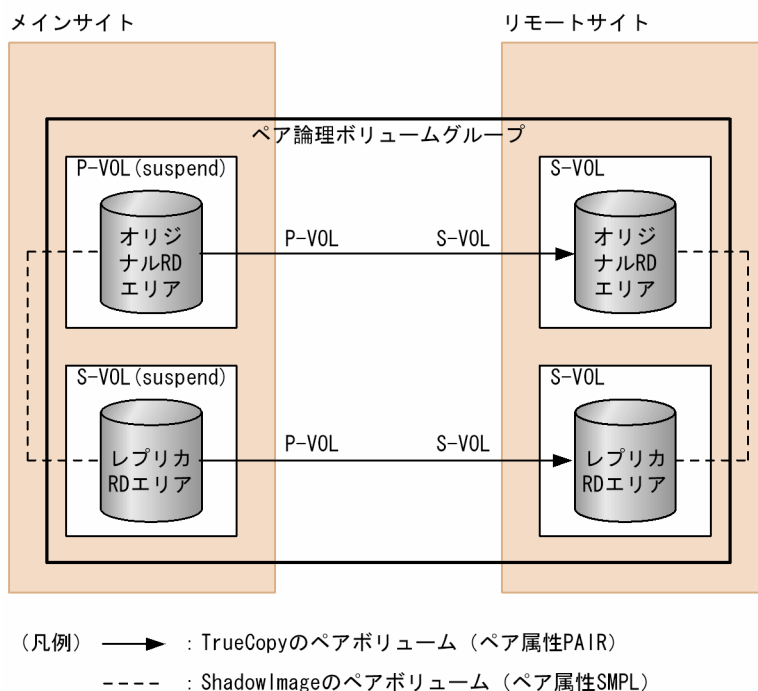 メインサイト
リモートサイト
ペア論理ボリュームグループ
P-VOL(suspend)
S-VOL
オリジ
ナルRD
エリア
P-VOL
S-VOL
オリジ
ナルRD
エリア
S-VOL(suspend)
S-VOL
レプリカ
RDエリア
P-VOL
S-VOL
レプリカ
RDエリア
(凡例) : TrueCopyのペアボリューム (ペア属性PAIR)
: ShadowImageのペアボリューム (ペア属性SMPL)